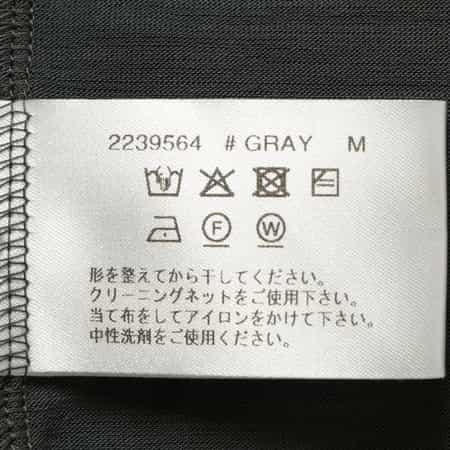 2239564 # GRAY M
F W
形を整えてから干してください。
クリーニングネットをご使用下さい。
当て布をしてアイロンをかけて下さい。
中性洗剤をご使用下さい。